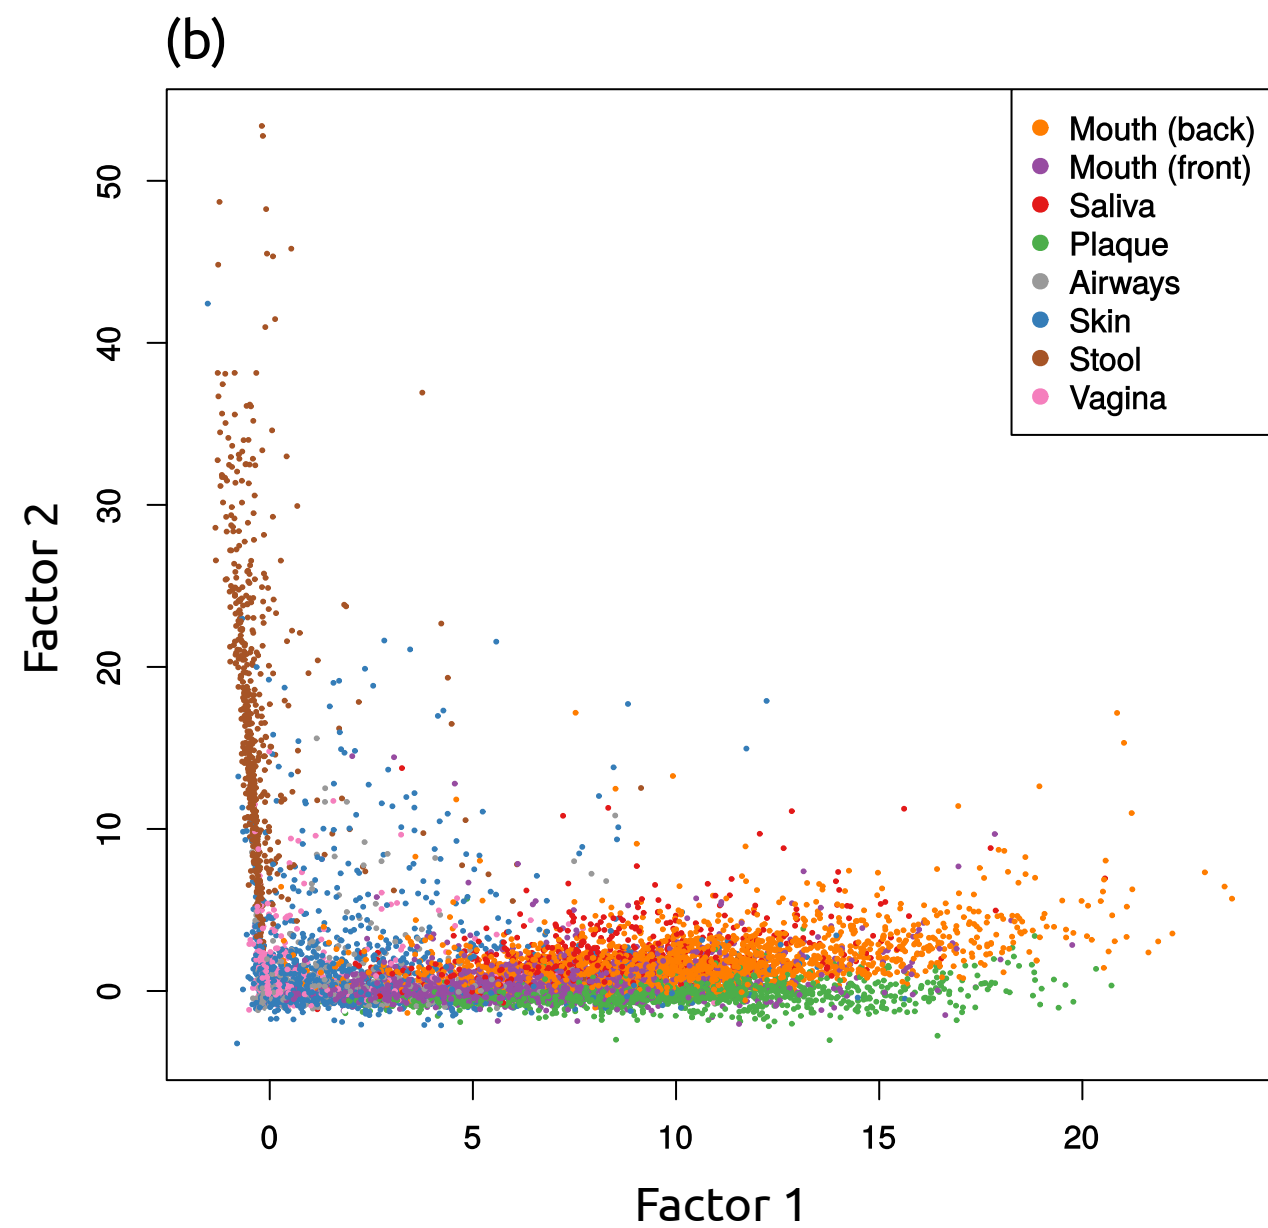 (b)
Mouth (back)
Mouth (front)
Saliva
Plaque
Airways
Skin
Stool
Vagina
Factor 2
50
40
30
20
10
0
0 5 10 15 20
Factor 1